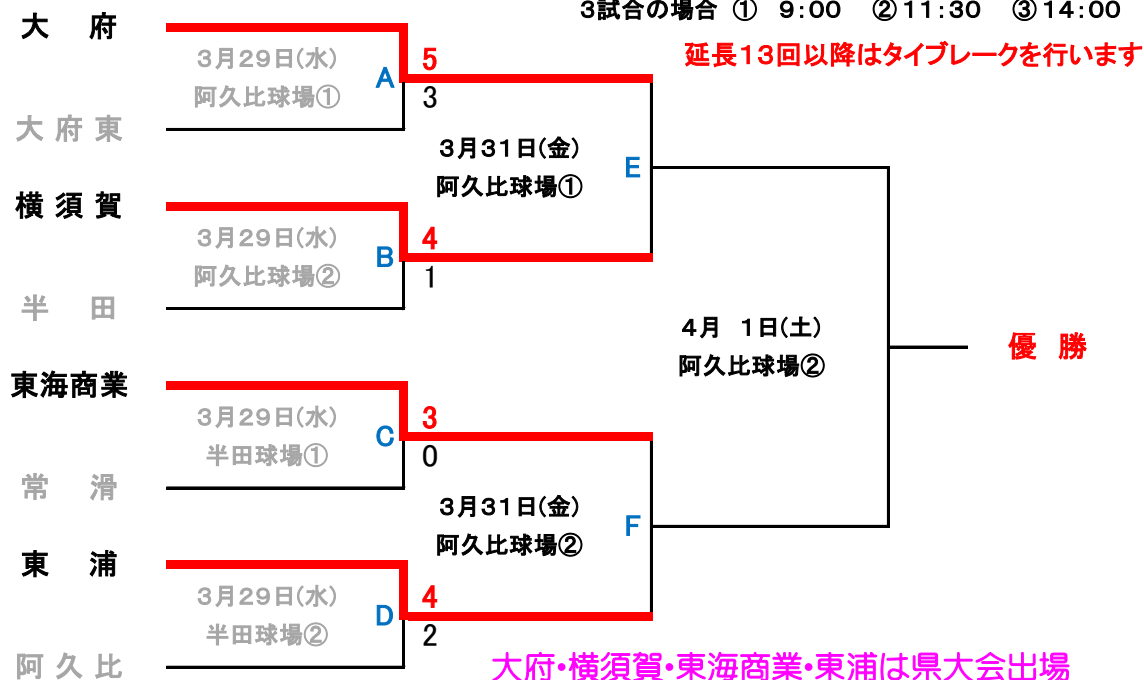 3試合の場合 ① 9:00 ②11:30 ③14:00
延長13回以降はタイブレークを行います
大 府
3月29日(水)
阿久比球場①
A
5
3
大府東
3月31日(金)
阿久比球場①
E
横須賀
3月29日(水)
阿久比球場②
B
4
1
半 田
4月 1日(土)
阿久比球場②
優 勝
東海商業
3月29日(水)
半田球場①
C
3
0
常 滑
3月31日(金)
阿久比球場②
F
東 浦
3月29日(水)
半田球場②
D
4
2
阿久比
大府・横須賀・東海商業・東浦は県大会出場